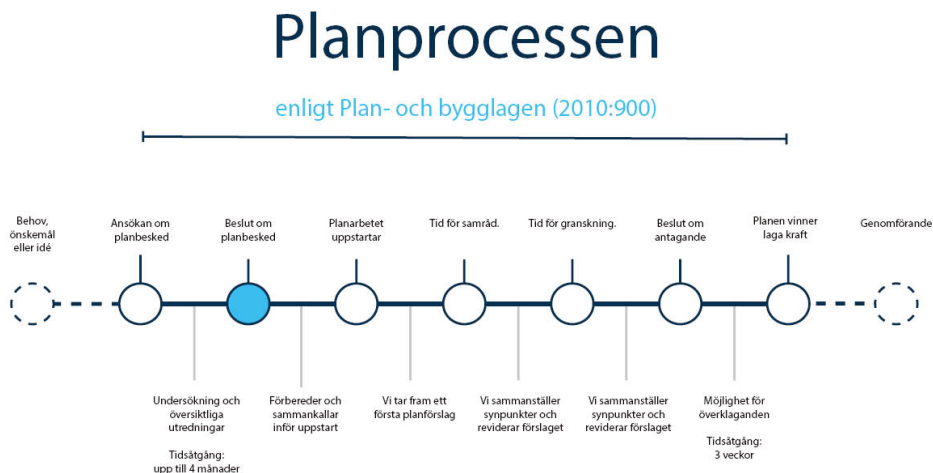 Planprocessen
enligt Plan- och bygglagen (2010:900)
Behov,
önskemål
eller idé
Ansökan om
planbesked
Beslut om
planbesked
Planarbetet
uppstartar
Tid för samråd.
Tid för granskning.
Beslut om
antagande
Planen vinner
laga kraft
Genomförande
Undersökning och
översiktliga
utredningar
Tidsåtgång:
upp till 4 månader
Förbereder och
sammankallar
inför uppstart
Vi tar fram ett
första planförslag
Vi sammanställer
synpunkter och
reviderar förslaget
Vi sammanställer
synpunkter och
reviderar förslaget
Möjlighet för
överklaganden
Tidsåtgång:
3 veckor